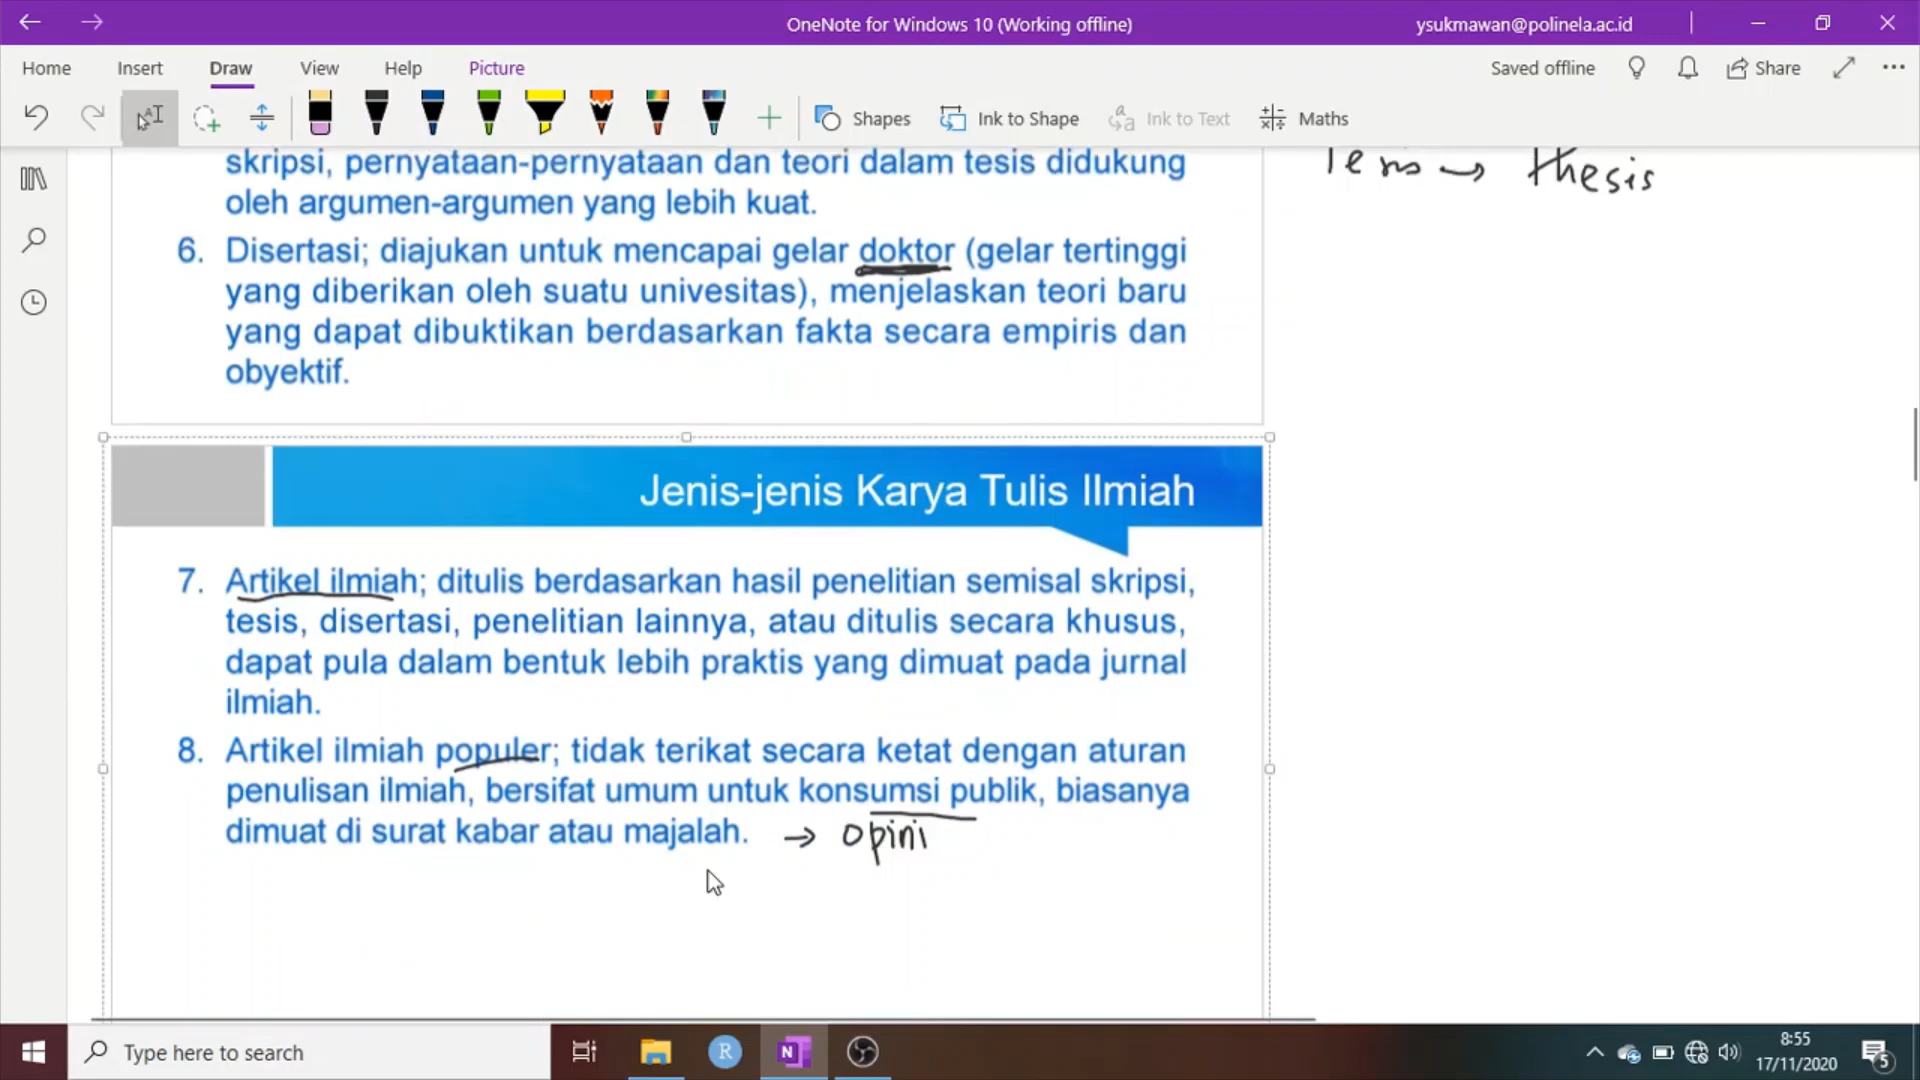 OneNote for Windows 10 (Working offline)
ysukmawan@polinela.ac.id
Home Insert Draw View Help Picture
Saved offline Share
Shapes Ink to Shape Ink to Text Maths
skripsi, pernyataan-pernyataan dan teori dalam tesis didukung
oleh argumen-argumen yang lebih kuat.
Tesis → thesis
6. Disertasi; diajukan untuk mencapai gelar doktor (gelar tertinggi
yang diberikan oleh suatu univesitas), menjelaskan teori baru
yang dapat dibuktikan berdasarkan fakta secara empiris dan
obyektif.
Jenis-jenis Karya Tulis Ilmiah
7. Artikel ilmiah; ditulis berdasarkan hasil penelitian semisal skripsi,
tesis, disertasi, penelitian lainnya, atau ditulis secara khusus,
dapat pula dalam bentuk lebih praktis yang dimuat pada jurnal
ilmiah.
8. Artikel ilmiah populer; tidak terikat secara ketat dengan aturan
penulisan ilmiah, bersifat umum untuk konsumsi publik, biasanya
dimuat di surat kabar atau majalah. → opini
Type here to search
8:55
17/11/2020
5